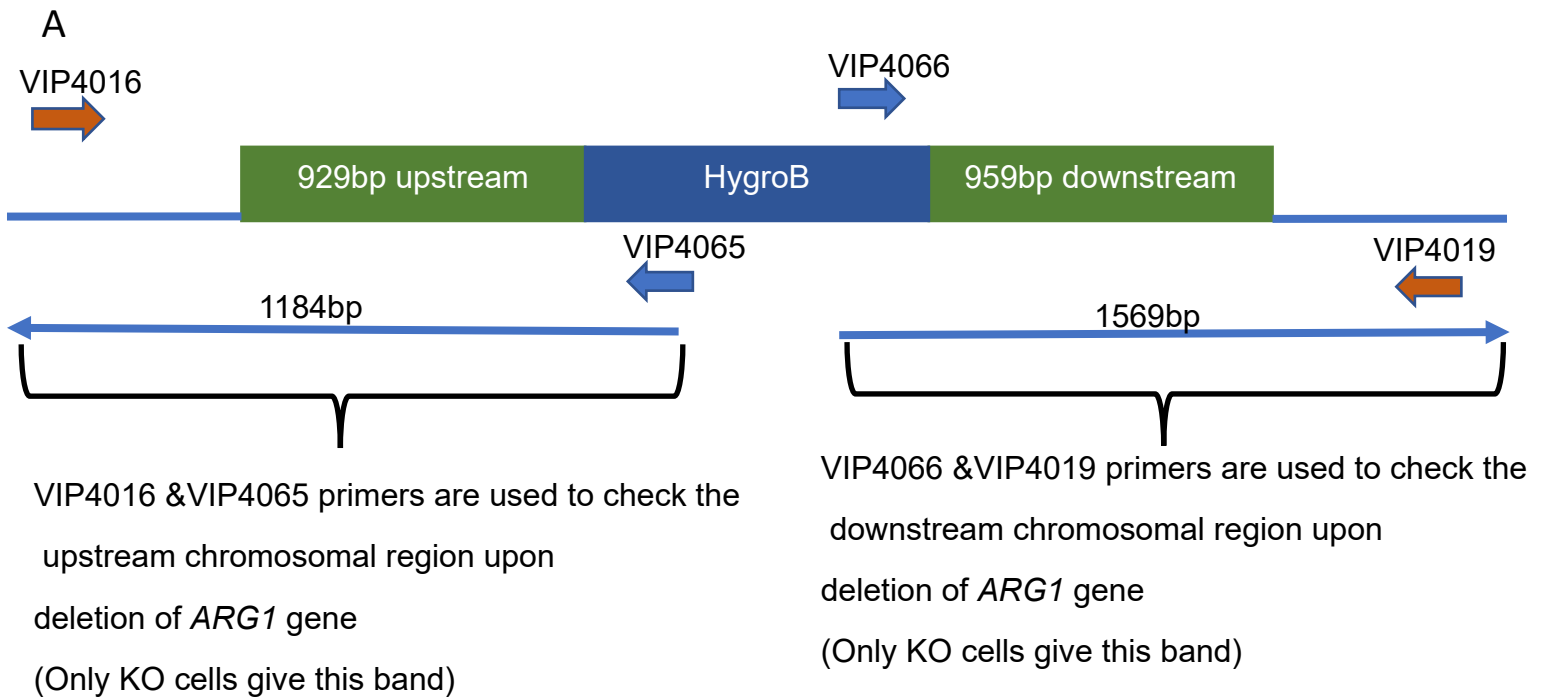 A
VIP4016
VIP4066
929bp upstream
HygroB
959bp downstream
VIP4065
VIP4019
1184bp
1569bp
VIP4016 &VIP4065 primers are used to check the
upstream chromosomal region upon
deletion of ARG1 gene
(Only KO cells give this band)
VIP4066 &VIP4019 primers are used to check the
downstream chromosomal region upon
deletion of ARG1 gene
(Only KO cells give this band)